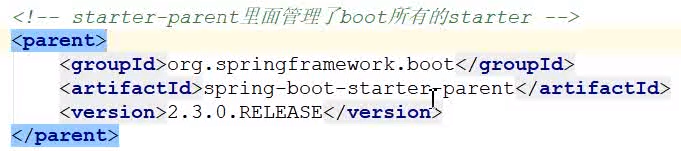 <!-- starter-parent里面管理了boot所有的starter -->
<parent>
<groupId>org.springframework.boot</groupId>
<artifactId>spring-boot-starter-parent</artifactId>
<version>2.3.0.RELEASE</version>
</parent>